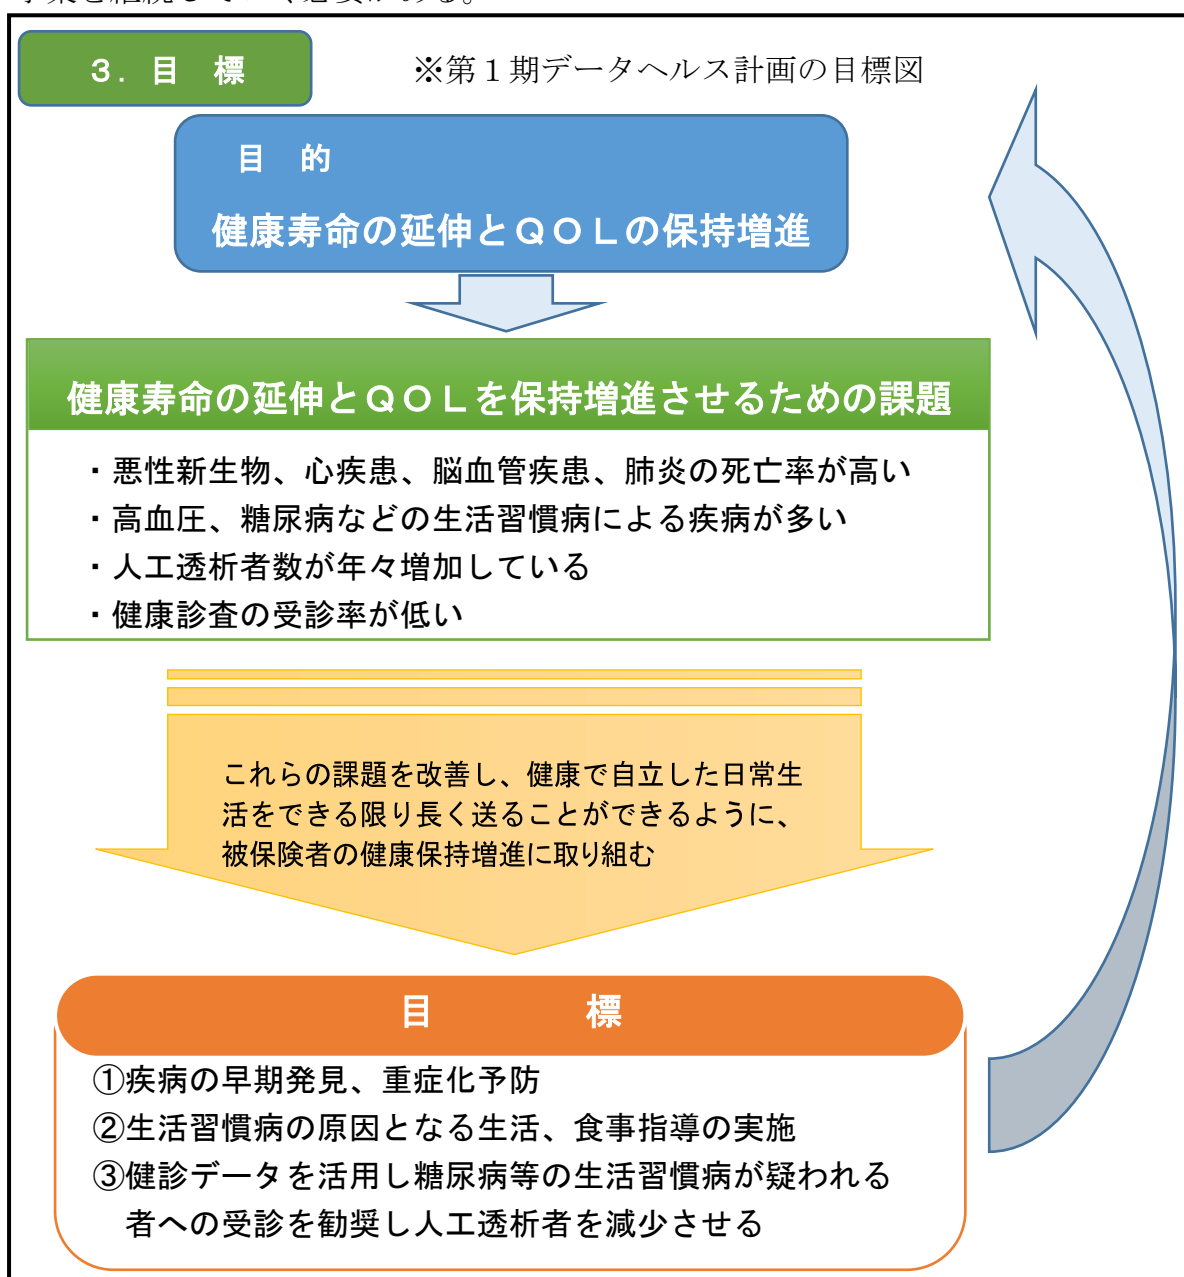 事業を継続していく必要がある。
３．目　標
※第１期データヘルス計画の目標図
目　的
健康寿命の延伸とＱＯＬの保持増進
健康寿命の延伸とＱＯＬを保持増進させるための課題
・悪性新生物、心疾患、脳血管疾患、肺炎の死亡率が高い
・高血圧、糖尿病などの生活習慣病による疾病が多い
・人工透析者数が年々増加している
・健康診査の受診率が低い
これらの課題を改善し、健康で自立した日常生
活をできる限り長く送ることができるように、
被保険者の健康保持増進に取り組む
目　　　　標
①疾病の早期発見、重症化予防
②生活習慣病の原因となる生活、食事指導の実施
③健診データを活用し糖尿病等の生活習慣病が疑われる
者への受診を勧奨し人工透析者を減少させる